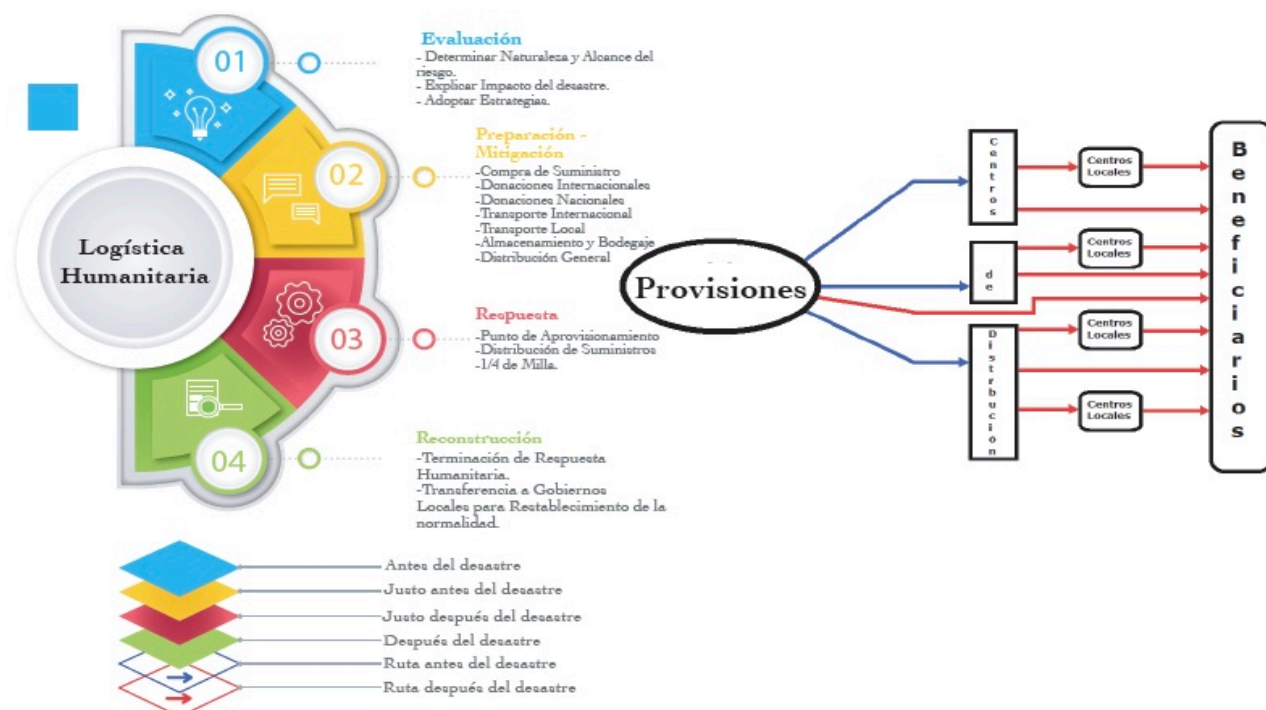 01
Evaluación
- Determinar Naturaleza y Alcance del
riesgo.
- Explicar Impacto del desastre.
- Adoptar Estrategias.
02
Preparación -
Mitigación
-Compra de Suministro
-Donaciones Internacionales
-Donaciones Nacionales
-Transporte Internacional
-Transporte Local
-Almacenamiento y Bodegaje
-Distribución General
Logística
Humanitaria
03
Respuesta
-Punto de Aprovisionamiento
-Distribución de Suministros
-1/4 de Milla.
04
Reconstrucción
-Terminación de Respuesta
Humanitaria.
-Transferencia a Gobiernos
Locales para Restablecimiento de la
normalidad.
Antes del desastre
Justo antes del desastre
Justo después del desastre
Después del desastre
Ruta antes del desastre
Ruta después del desastre
Provisiones
Centros
de
Distrbución
Centros
Locales
Centros
Locales
Centros
Locales
Centros
Locales
Beneficiarios